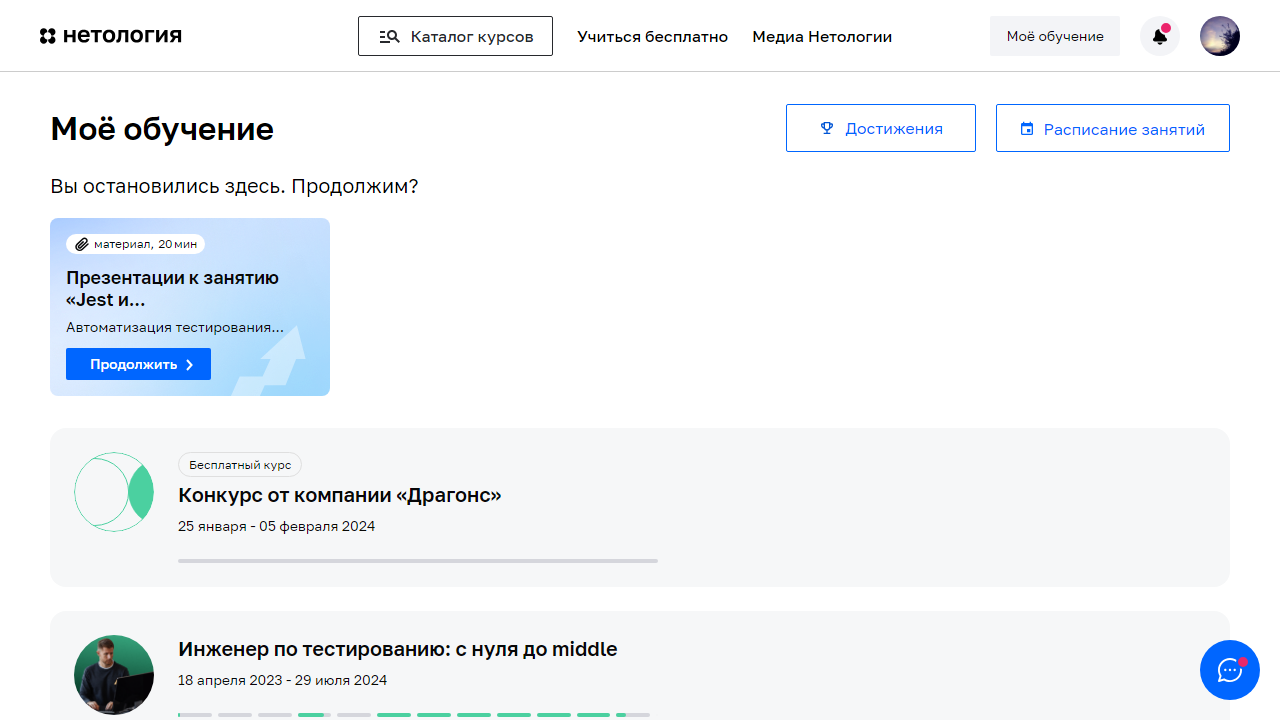 нетология
Каталог курсов
Учиться бесплатно
Медиа Нетологии
Моё обучение
Моё обучение
Достижения
Расписание занятий
Вы остановились здесь. Продолжим?
материал, 20 мин
Презентации к занятию
«Jest и...
Автоматизация тестирования...
Продолжить
Бесплатный курс
Конкурс от компании «Драгонс»
25 января - 05 февраля 2024
Инженер по тестированию: с нуля до middle
18 апреля 2023 - 29 июля 2024